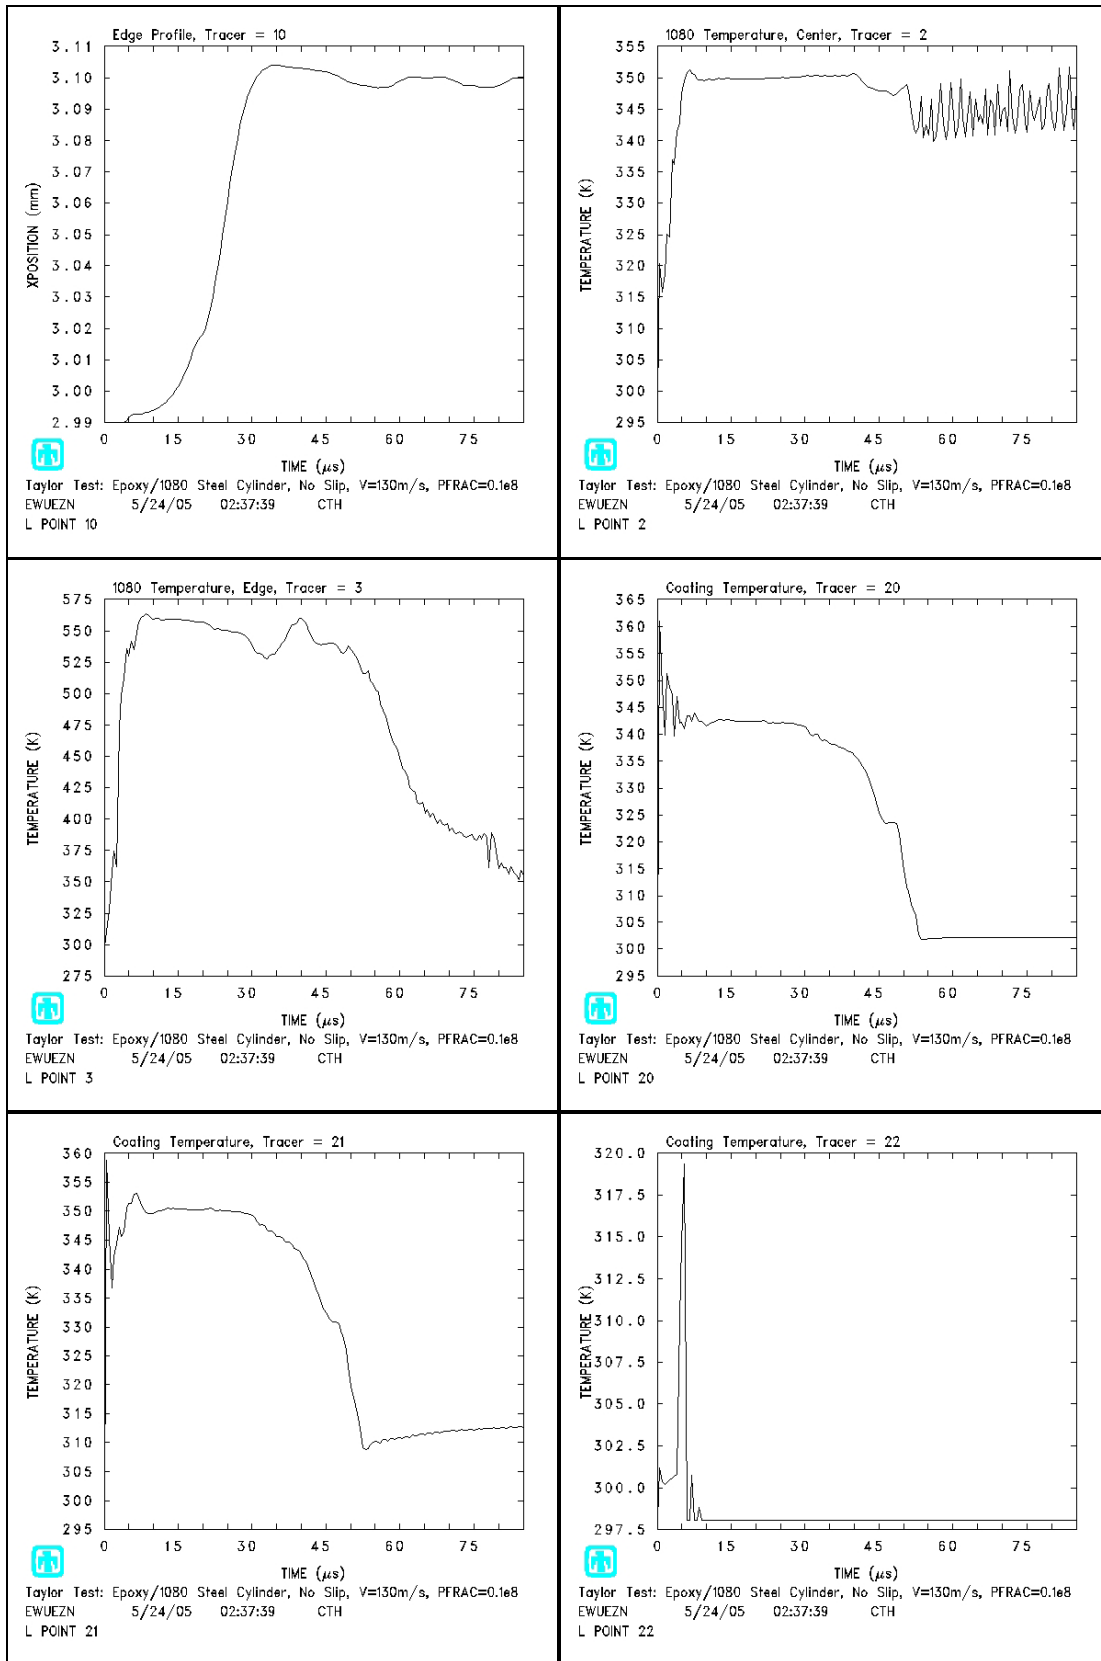 Edge Profile, Tracer = 10
3.11
3.10
3.09
3.08
3.07
3.06
3.05
3.04
3.03
3.02
3.01
3.00
2.99
XPOSITION (mm)
0 15 30 45 60 75
TIME (μs)
Taylor Test: Epoxy/1080 Steel Cylinder, No Slip, V=130m/s, PFRAC=0.1e8
EWUEZN 5/24/05 02:37:39 CTH
L POINT 10
1080 Temperature, Center, Tracer = 2
355
350
345
340
335
330
325
320
315
310
305
300
295
TEMPERATURE (K)
0 15 30 45 60 75
TIME (μs)
Taylor Test: Epoxy/1080 Steel Cylinder, No Slip, V=130m/s, PFRAC=0.1e8
EWUEZN 5/24/05 02:37:39 CTH
L POINT 2
1080 Temperature, Edge, Tracer = 3
575
550
525
500
475
450
425
400
375
350
325
300
275
TEMPERATURE (K)
0 15 30 45 60 75
TIME (μs)
Taylor Test: Epoxy/1080 Steel Cylinder, No Slip, V=130m/s, PFRAC=0.1e8
EWUEZN 5/24/05 02:37:39 CTH
L POINT 3
Coating Temperature, Tracer = 20
365
360
355
350
345
340
335
330
325
320
315
310
305
300
295
TEMPERATURE (K)
0 15 30 45 60 75
TIME (μs)
Taylor Test: Epoxy/1080 Steel Cylinder, No Slip, V=130m/s, PFRAC=0.1e8
EWUEZN 5/24/05 02:37:39 CTH
L POINT 20
Coating Temperature, Tracer = 21
360
355
350
345
340
335
330
325
320
315
310
305
300
295
TEMPERATURE (K)
0 15 30 45 60 75
TIME (μs)
Taylor Test: Epoxy/1080 Steel Cylinder, No Slip, V=130m/s, PFRAC=0.1e8
EWUEZN 5/24/05 02:37:39 CTH
L POINT 21
Coating Temperature, Tracer = 22
320.0
317.5
315.0
312.5
310.0
307.5
305.0
302.5
300.0
297.5
TEMPERATURE (K)
0 15 30 45 60 75
TIME (μs)
Taylor Test: Epoxy/1080 Steel Cylinder, No Slip, V=130m/s, PFRAC=0.1e8
EWUEZN 5/24/05 02:37:39 CTH
L POINT 22